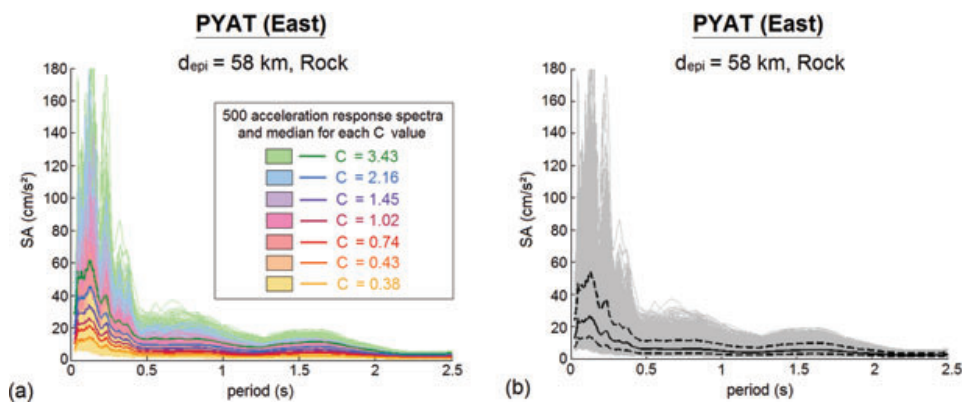 PYAT (East)
d_epi = 58 km, Rock
SA (cm/s²)
180
160
140
120
100
80
60
40
20
0
500 acceleration response spectra
and median for each C value
C = 3.43
C = 2.16
C = 1.45
C = 1.02
C = 0.74
C = 0.43
C = 0.38
0 0.5 1 1.5 2 2.5
period (s)
(a)
PYAT (East)
d_epi = 58 km, Rock
SA (cm/s²)
180
160
140
120
100
80
60
40
20
0
0 0.5 1 1.5 2 2.5
period (s)
(b)